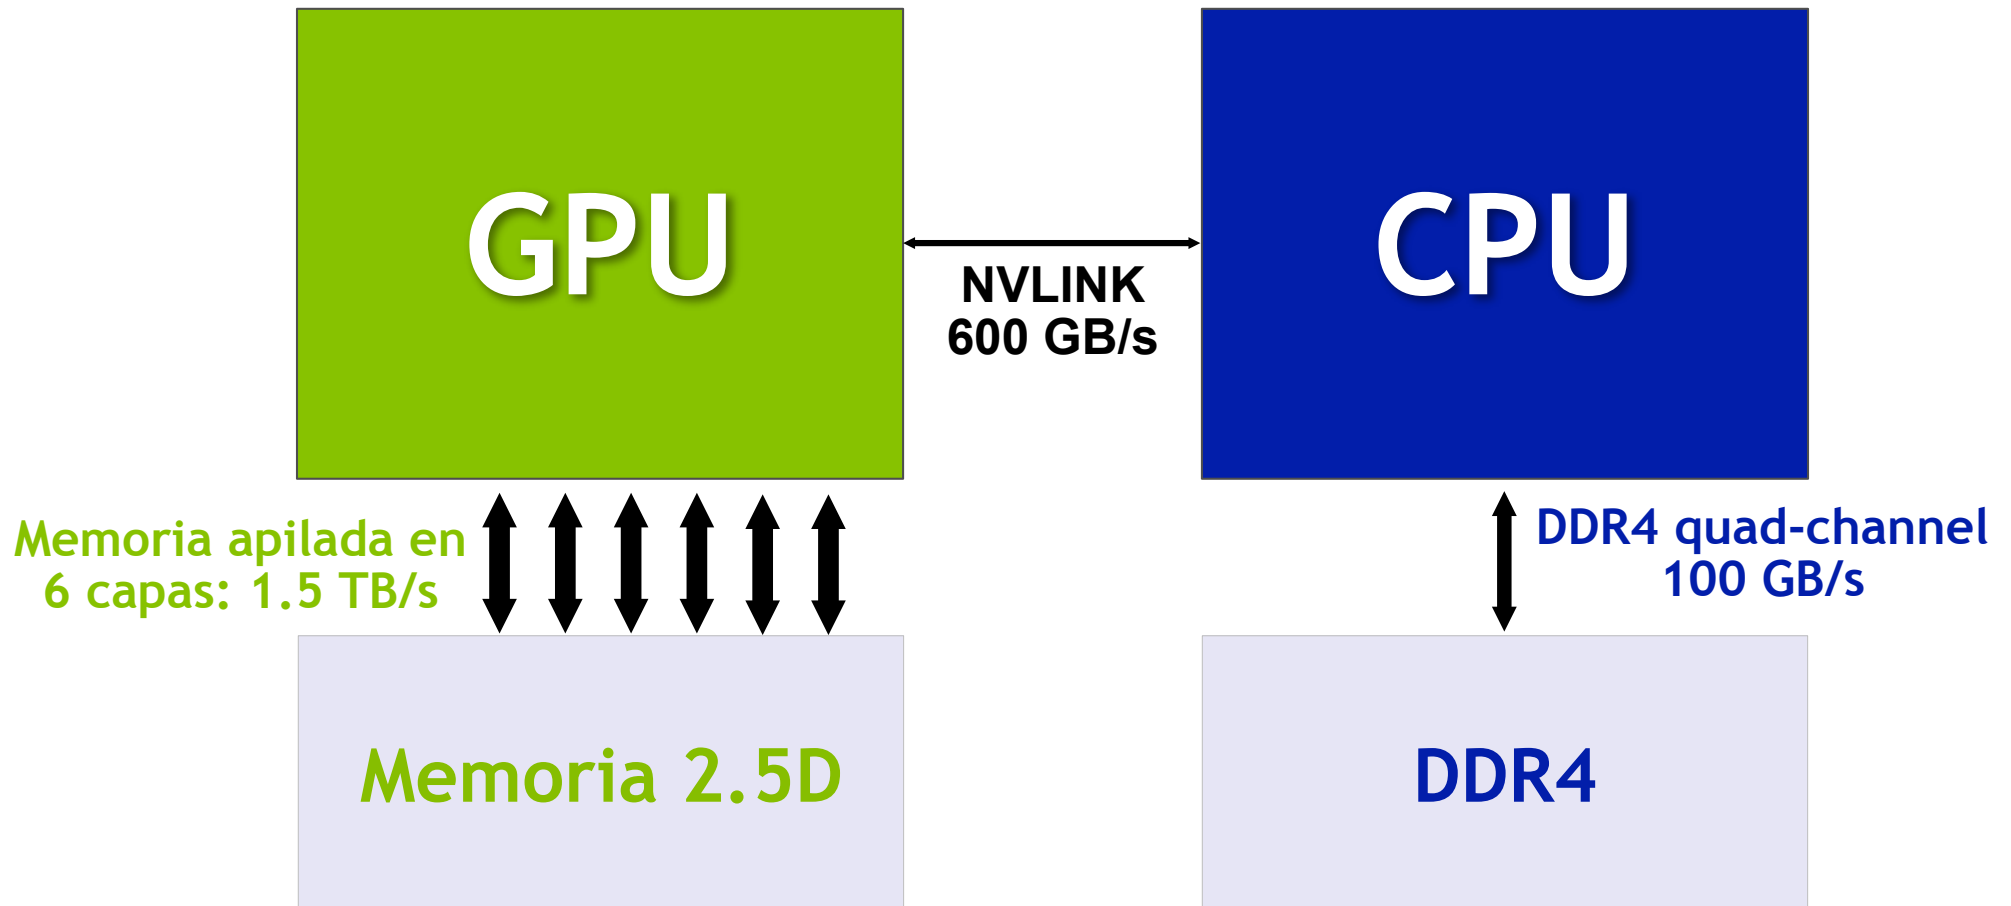 GPU
CPU
NVLINK
600 GB/s
Memoria apilada en
6 capas: 1.5 TB/s
DDR4 quad-channel
100 GB/s
Memoria 2.5D
DDR4